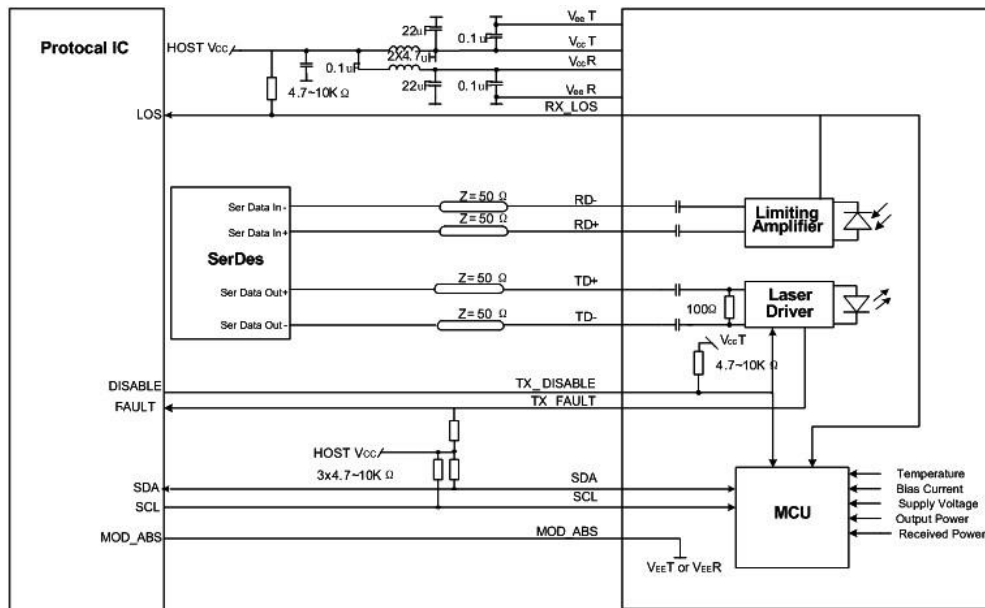 Protocal IC
HOST Vcc
22uF
0.1uF
VeeT
VccT
2X4.7uH
0.1uF
VccR
22uF
0.1uF
VeeR
4.7~10K Ω
LOS
RX_LOS
SerDes
Ser Data In-
Z=50 Ω
RD-
Ser Data In+
Z=50 Ω
RD+
Limiting
Amplifier
Ser Data Out+
Z=50 Ω
TD+
Ser Data Out-
Z=50 Ω
TD-
100Ω
Laser
Driver
VccT
4.7~10K Ω
DISABLE
TX_DISABLE
FAULT
TX_FAULT
HOST Vcc
3x4.7~10K Ω
SDA
SDA
SCL
SCL
MCU
Temperature
Bias Current
Supply Voltage
Output Power
Received Power
MOD_ABS
MOD_ABS
VEET or VEER